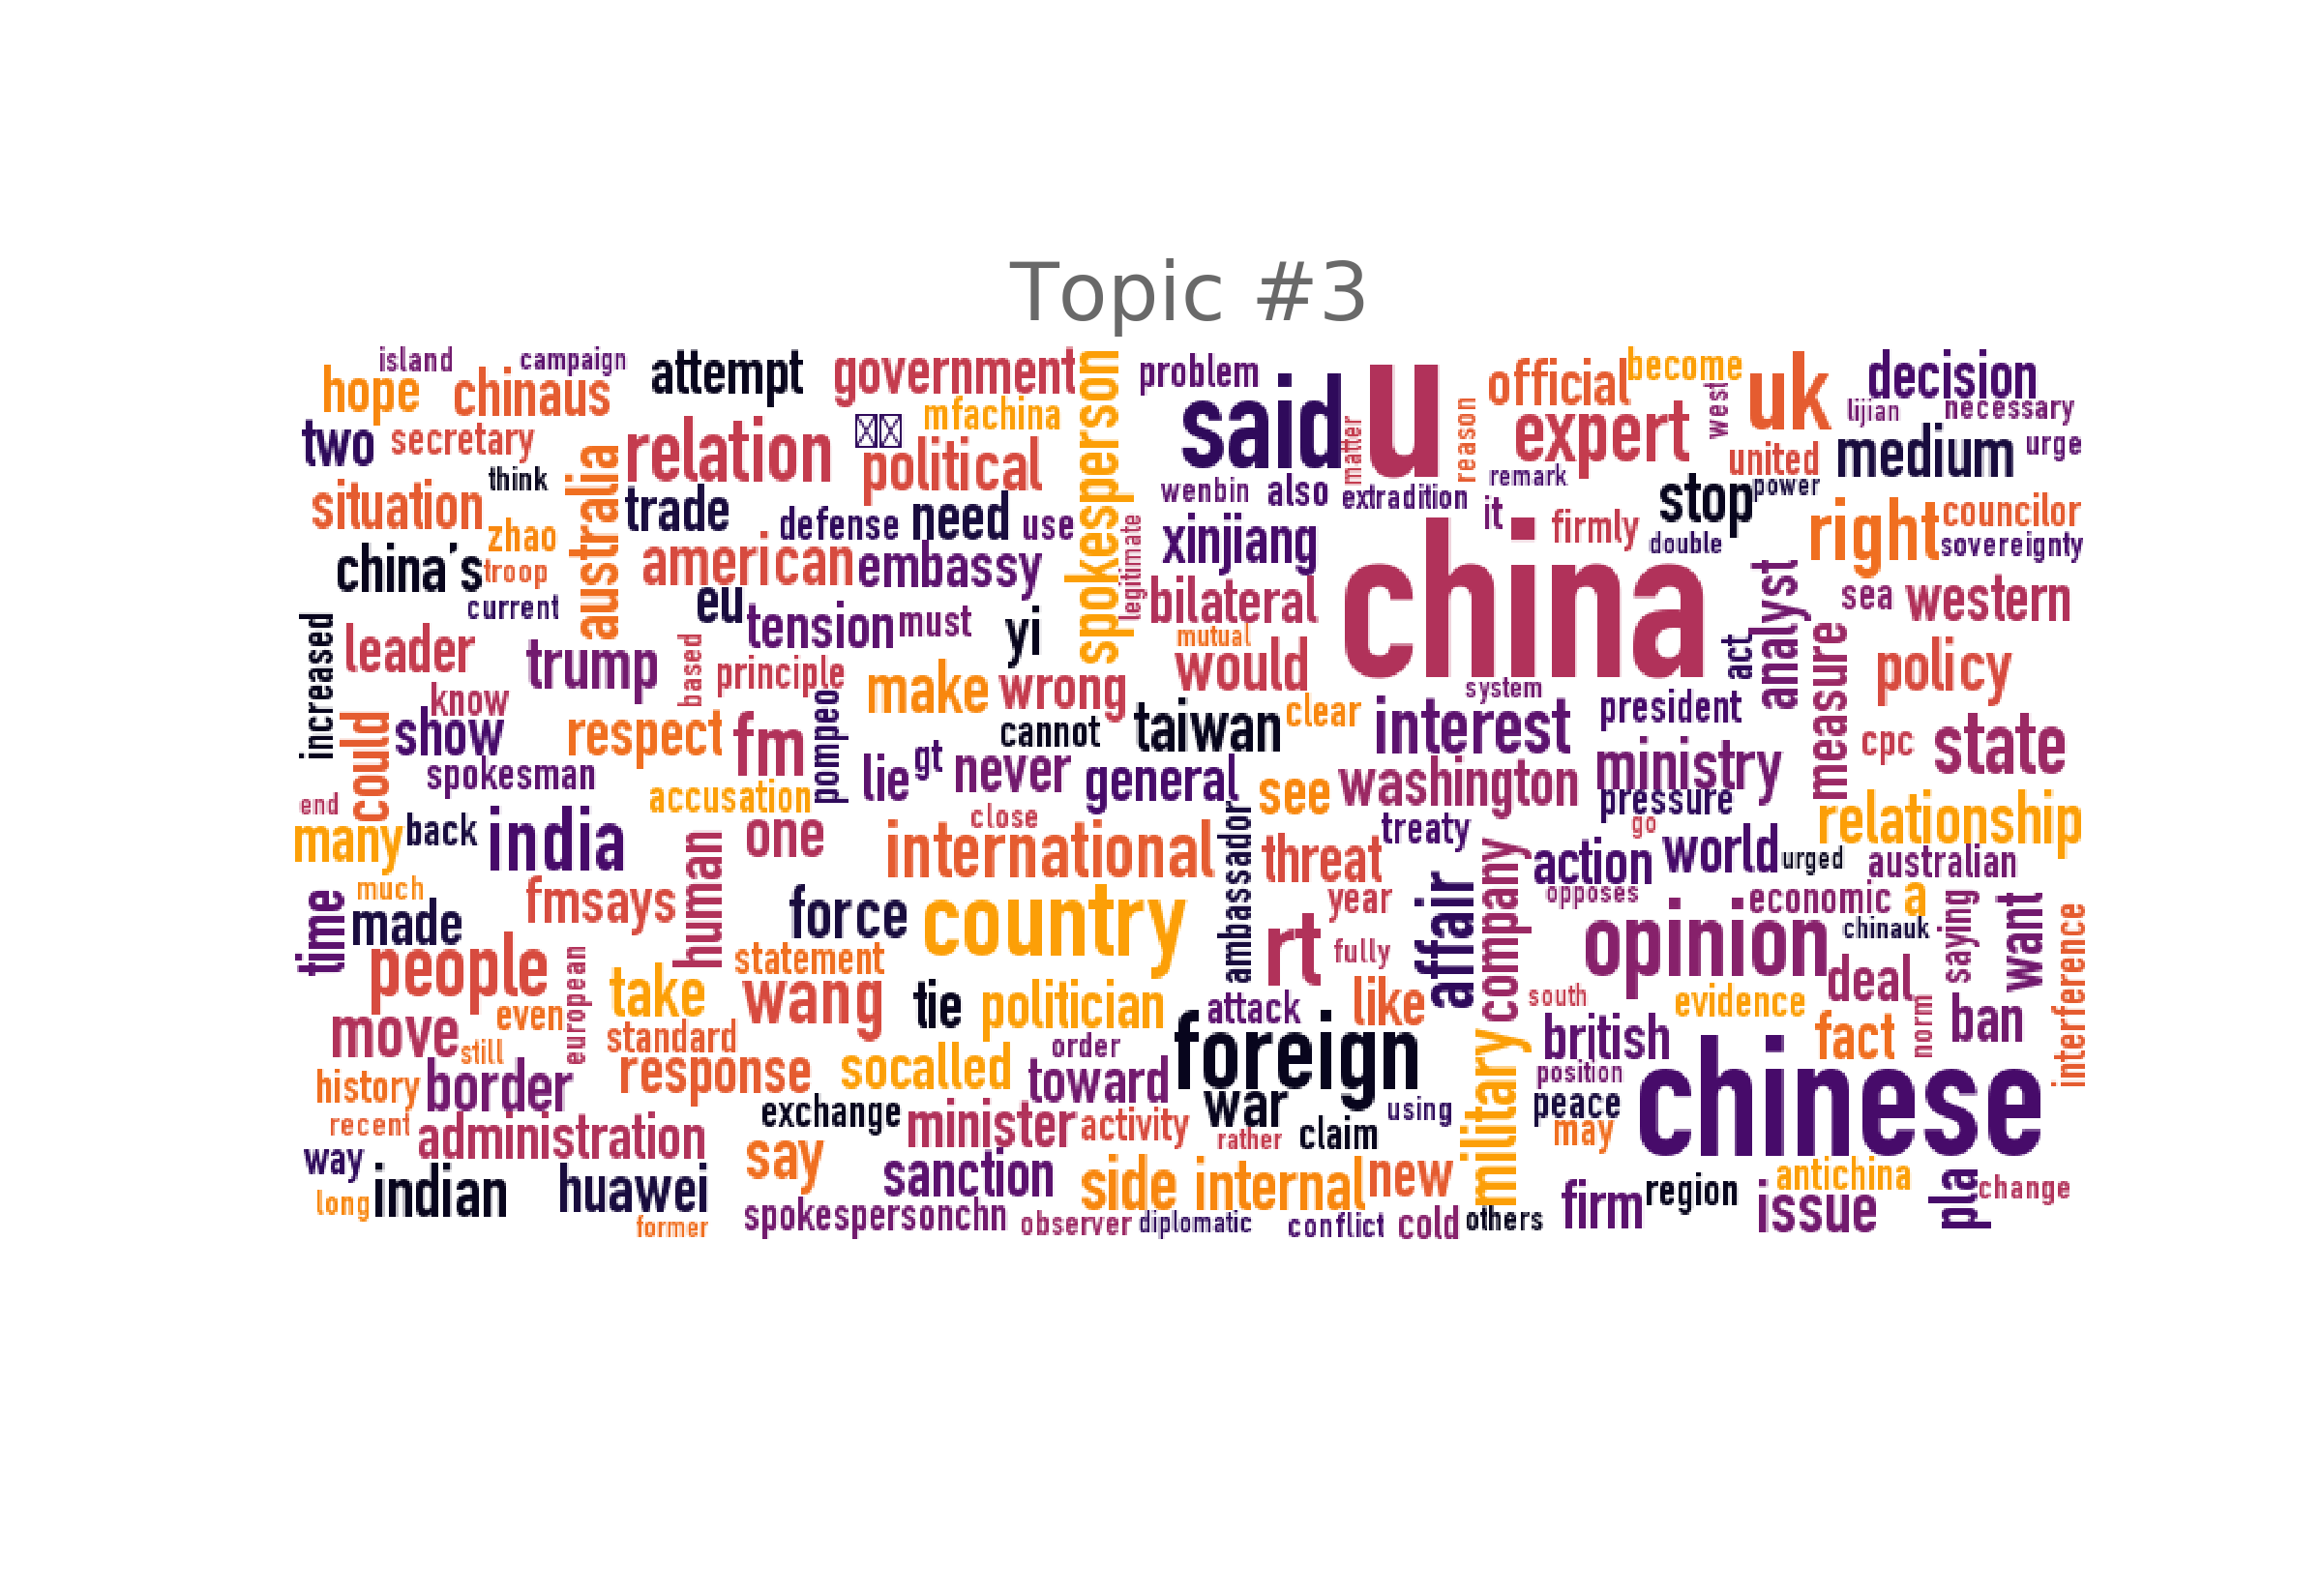 Topic #3
island campaign attempt government problem official become uk decision
hope chinaus mfachina spokesperson said u expert west lijian necessary
two secretary relation political matter reason united medium urge
situation think australia trade defense need use wenbin also extradition remark it firmly stop power right councilor
china's zhao troop american embassy legitimate xinjiang double sovereignty
increased current eu tension must yi bilateral china act analyst sea western
leader trump based principle make wrong mutual would system president measure policy
could know show respect fm pompeo cannot taiwan clear interest cpc state
spokesman accusation lie gt never general see washington ministry pressure
end many back india human one close international ambassador threat treaty go action world urged relationship australian
time much made fmsays force country rt year fully affair company opposes opinion economic a chinauk saying want interference
people european take statement wang tie politician attack like south evidence deal norm ban
move even still standard response socalled order toward foreign military british position fact chinese
history border exchange minister activity war rather claim using peace may
recent administration say
way long indian huawei former sanction spokespersonchn observer side internal diplomatic new conflict cold others firm region issue antichina pla change